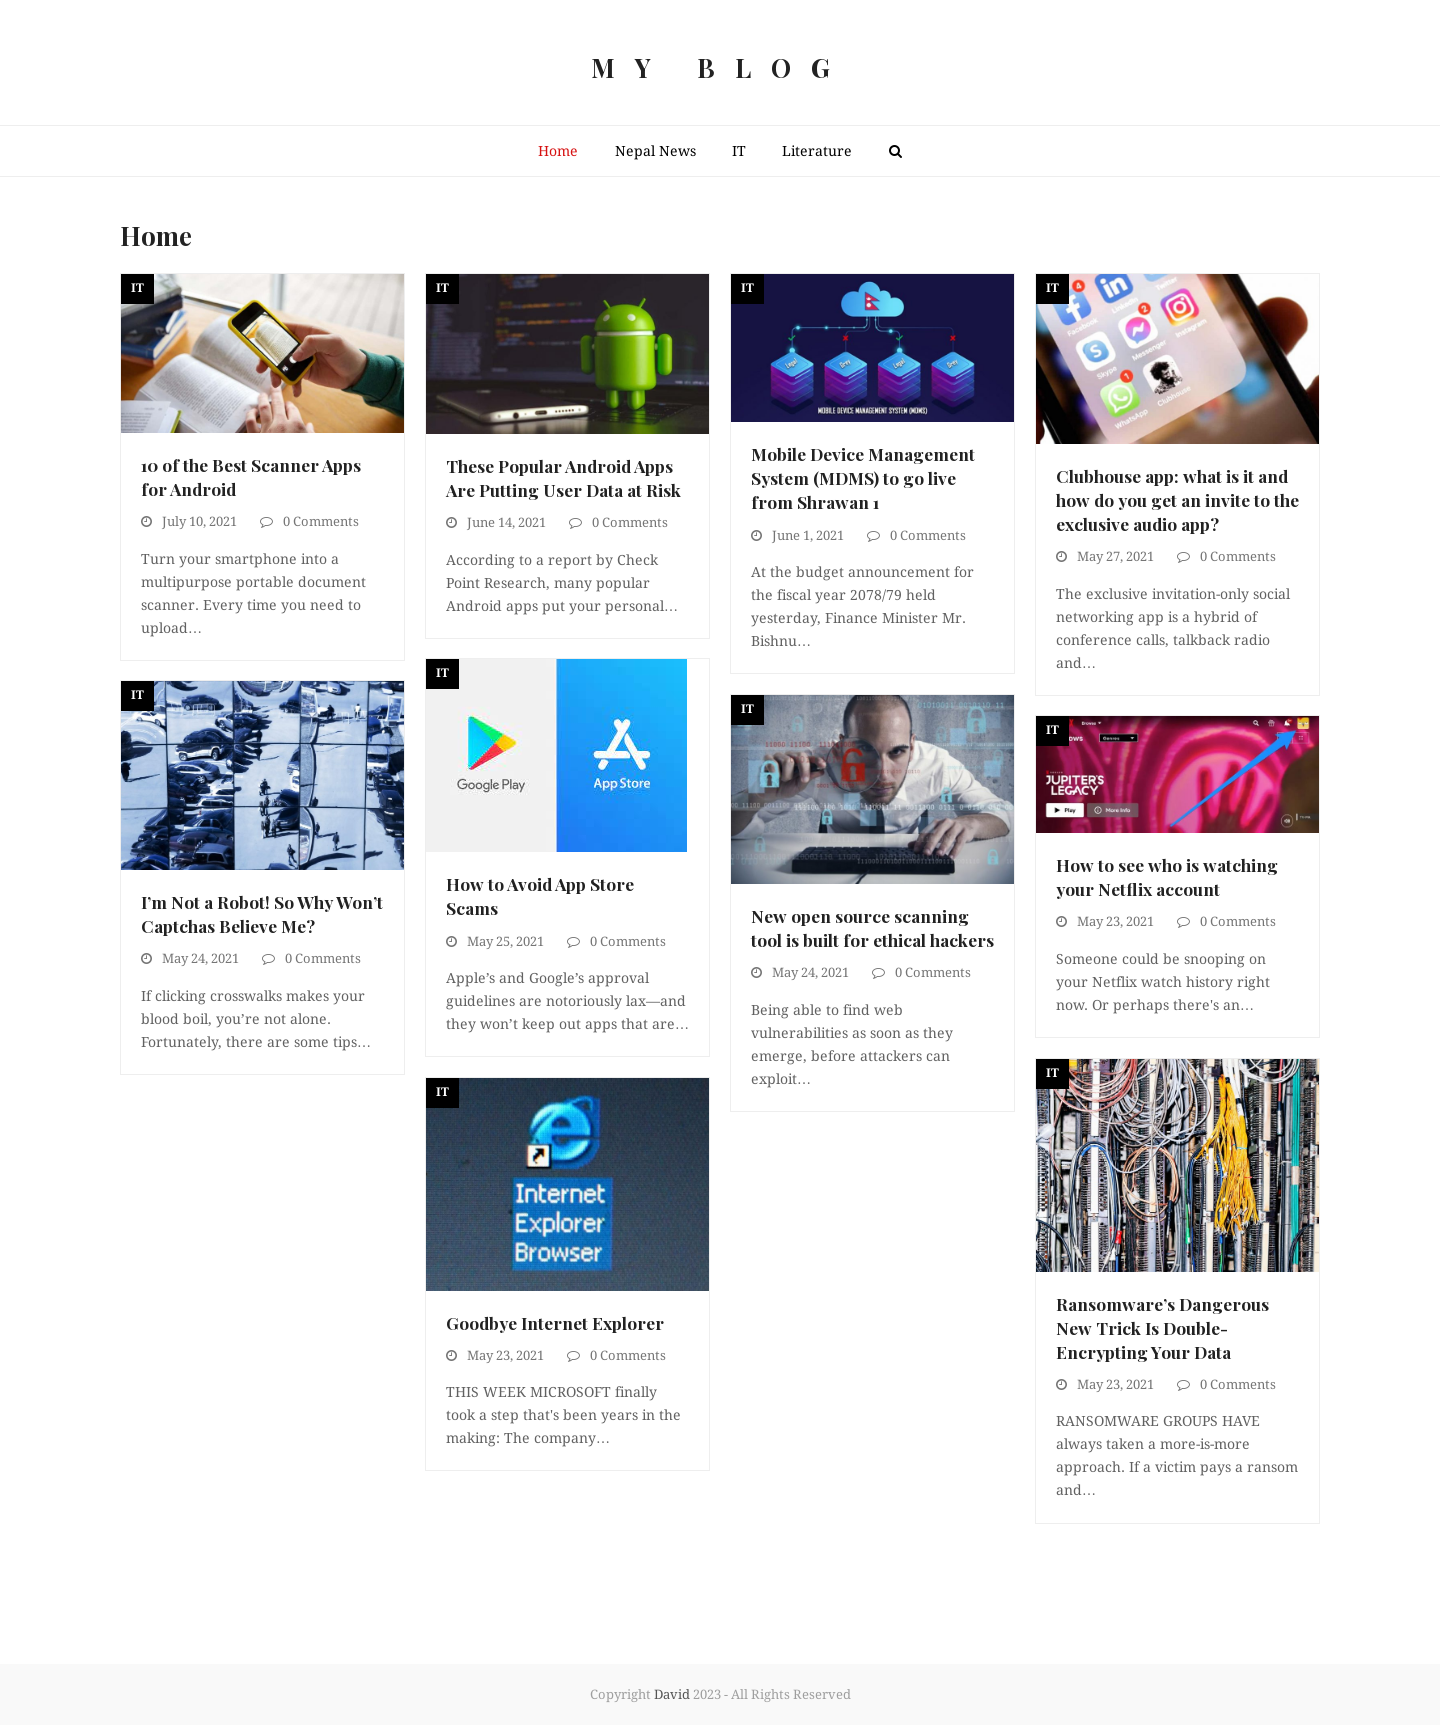 MY BLOG
Home
Nepal News
IT
Literature
Home
IT
10 of the Best Scanner Apps
for Android
July 10, 2021
0 Comments
Turn your smartphone into a
multipurpose portable document
scanner. Every time you need to
upload…
IT
These Popular Android Apps
Are Putting User Data at Risk
June 14, 2021
0 Comments
According to a report by Check
Point Research, many popular
Android apps put your personal…
IT
MOBILE DEVICE MANAGEMENT SYSTEM (MDMS)
Mobile Device Management
System (MDMS) to go live
from Shrawan 1
June 1, 2021
0 Comments
At the budget announcement for
the fiscal year 2078/79 held
yesterday, Finance Minister Mr.
Bishnu…
IT
Facebook
Skype
Messenger
Instagram
WhatsApp
Clubhouse
Clubhouse app: what is it and
how do you get an invite to the
exclusive audio app?
May 27, 2021
0 Comments
The exclusive invitation-only social
networking app is a hybrid of
conference calls, talkback radio
and…
IT
I’m Not a Robot! So Why Won’t
Captchas Believe Me?
May 24, 2021
0 Comments
If clicking crosswalks makes your
blood boil, you’re not alone.
Fortunately, there are some tips…
IT
Google Play
App Store
How to Avoid App Store
Scams
May 25, 2021
0 Comments
Apple’s and Google’s approval
guidelines are notoriously lax—and
they won’t keep out apps that are…
IT
New open source scanning
tool is built for ethical hackers
May 24, 2021
0 Comments
Being able to find web
vulnerabilities as soon as they
emerge, before attackers can
exploit…
IT
Browse
Genres
JUPITER'S
LEGACY
Play
More Info
How to see who is watching
your Netflix account
May 23, 2021
0 Comments
Someone could be snooping on
your Netflix watch history right
now. Or perhaps there's an…
IT
Internet
Explorer
Browser
Goodbye Internet Explorer
May 23, 2021
0 Comments
THIS WEEK MICROSOFT finally
took a step that's been years in the
making: The company…
IT
Ransomware’s Dangerous
New Trick Is Double-
Encrypting Your Data
May 23, 2021
0 Comments
RANSOMWARE GROUPS HAVE
always taken a more-is-more
approach. If a victim pays a ransom
and…
Copyright David 2023 - All Rights Reserved